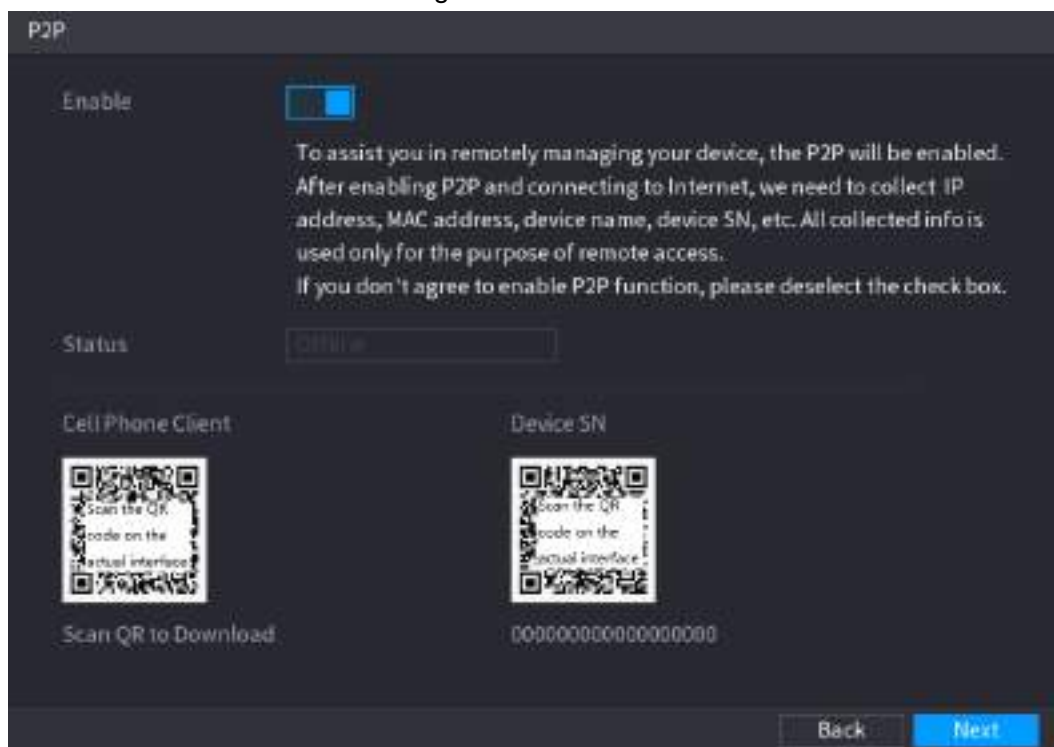 P2P
Enable
To assist you in remotely managing your device, the P2P will be enabled.
After enabling P2P and connecting to Internet, we need to collect IP
address, MAC address, device name, device SN, etc. All collected info is
used only for the purpose of remote access.
If you don't agree to enable P2P function, please deselect the check box.
Status
Offline
Cell Phone Client
Device SN
Scan the QR
code on the
actual interface
Scan the QR
code on the
actual interface
Scan QR to Download
Back
Next